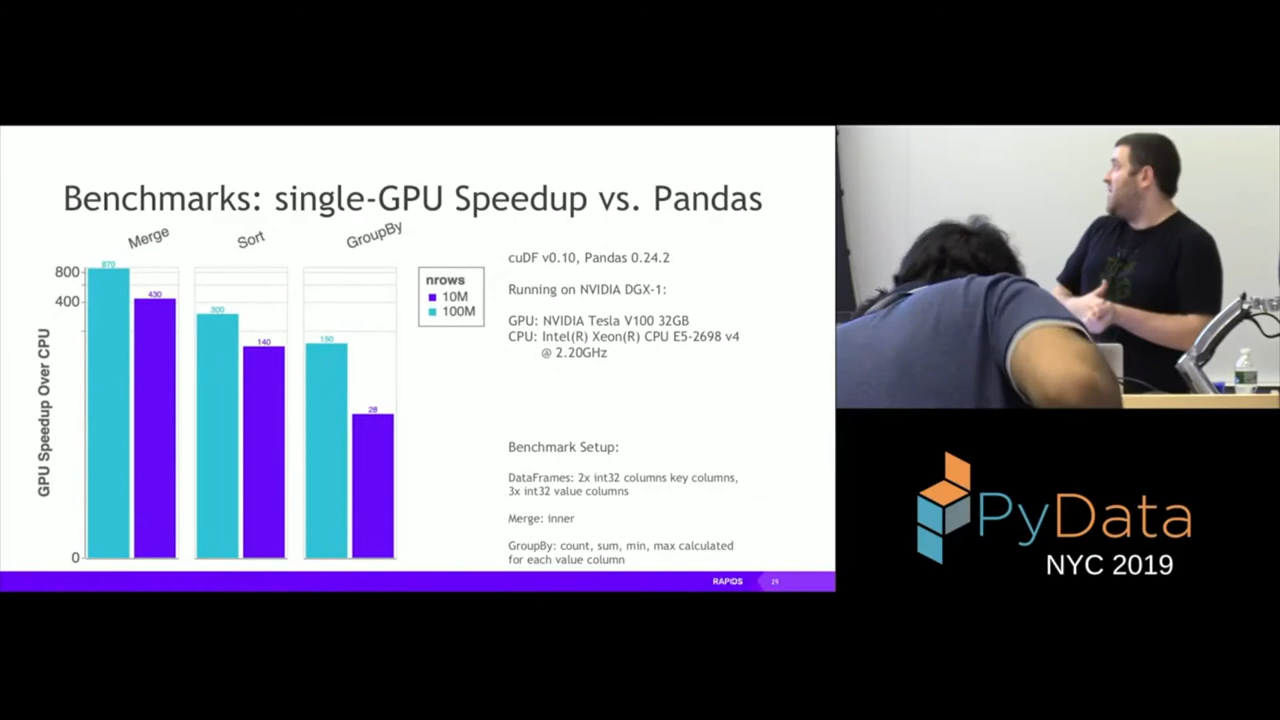 Benchmarks: single-GPU Speedup vs. Pandas
Merge
Sort
GroupBy
GPU Speedup Over CPU
800
400
0
870
430
300
140
150
28
nrows
10M
100M
cuDF v0.10, Pandas 0.24.2
Running on NVIDIA DGX-1:
GPU: NVIDIA Tesla V100 32GB
CPU: Intel(R) Xeon(R) CPU E5-2698 v4
@ 2.20GHz
Benchmark Setup:
DataFrames: 2x int32 columns key columns,
3x int32 value columns
Merge: inner
GroupBy: count, sum, min, max calculated
for each value column
RAPIDS
29
PyData
NYC 2019